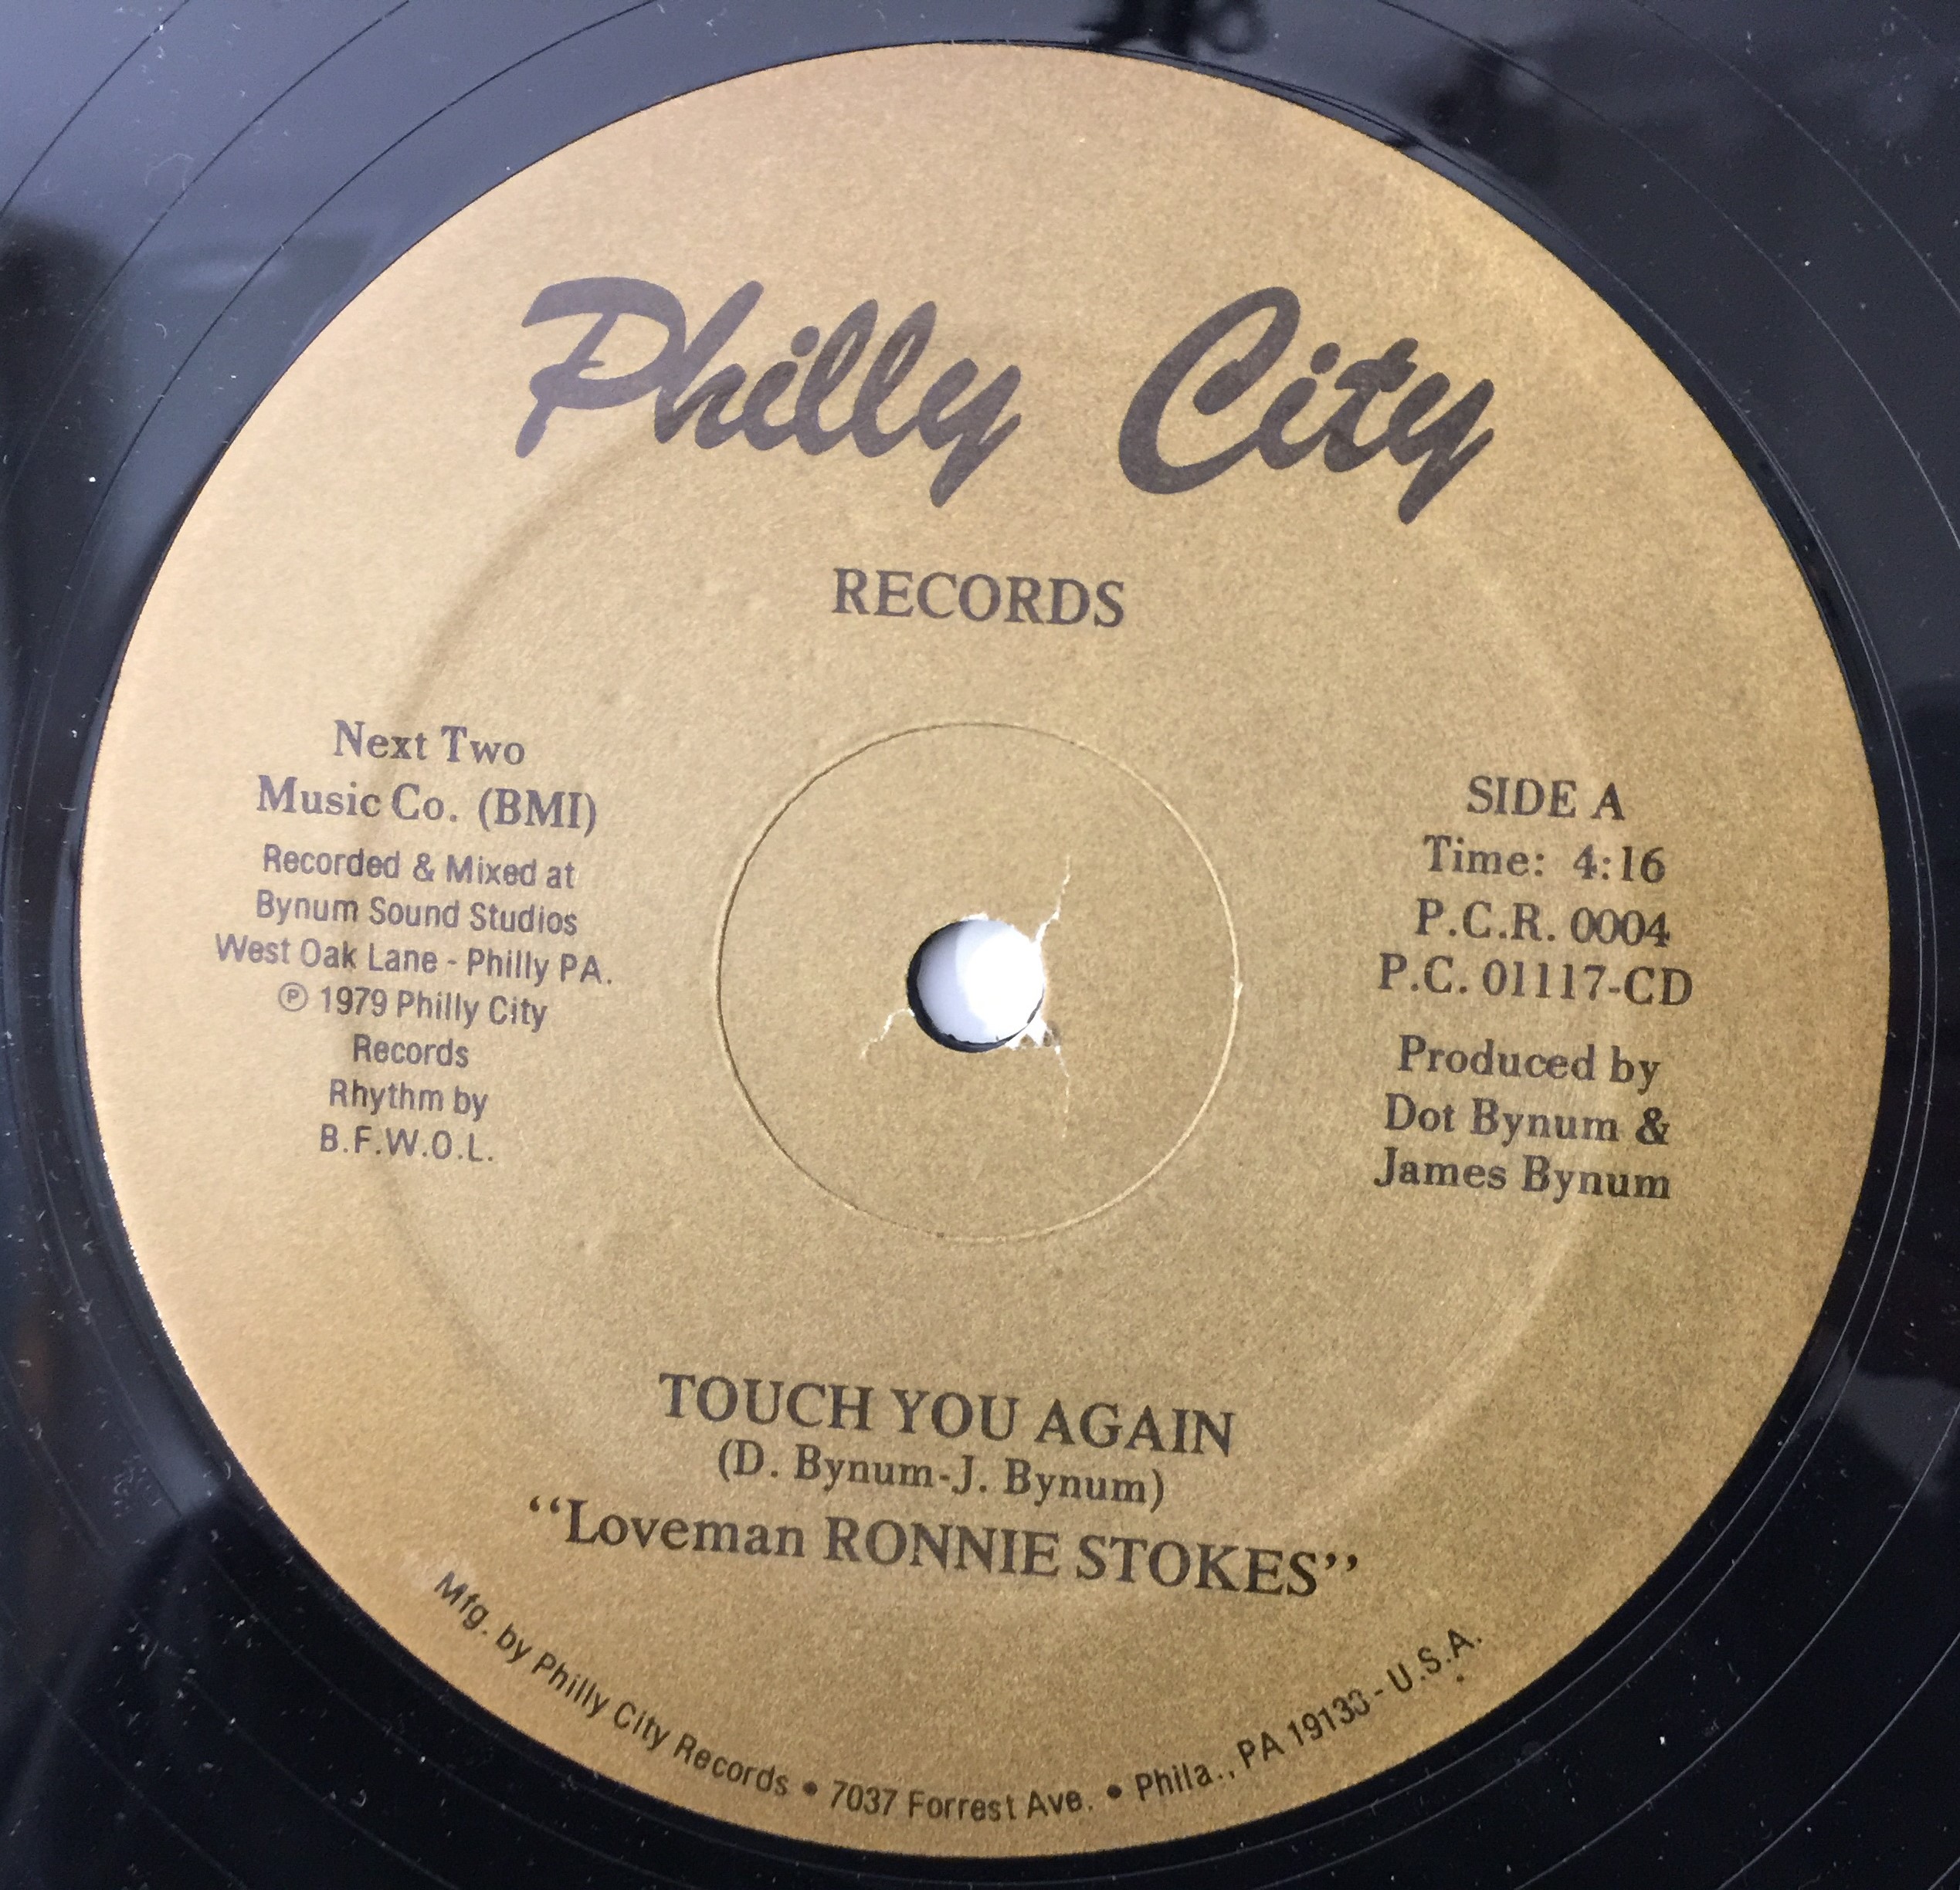 Philly City
RECORDS
Next Two
Music Co. (BMI)
Recorded & Mixed at
Bynum Sound Studios
West Oak Lane - Philly PA.
℗ 1979 Philly City
Records
Rhythm by
B.F.W.O.L.
SIDE A
Time: 4:16
P.C.R. 0004
P.C. 01117-CD
Produced by
Dot Bynum &
James Bynum
TOUCH YOU AGAIN
(D. Bynum-J. Bynum)
“Loveman RONNIE STOKES”
Mfg. by Philly City Records • 7037 Forrest Ave. • Phila., PA - U.S.A.